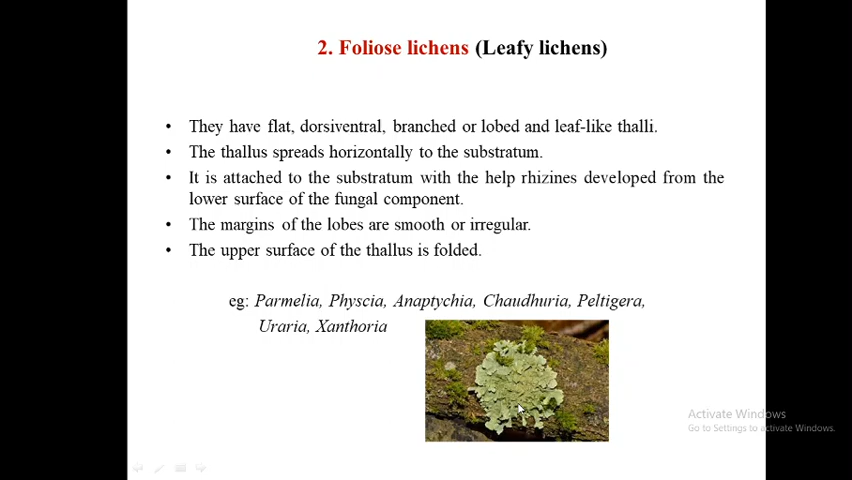 2. Foliose lichens (Leafy lichens)
• They have flat, dorsiventral, branched or lobed and leaf-like thalli.
• The thallus spreads horizontally to the substratum.
• It is attached to the substratum with the help rhizines developed from the
lower surface of the fungal component.
• The margins of the lobes are smooth or irregular.
• The upper surface of the thallus is folded.
eg: Parmelia, Physcia, Anaptychia, Chaudhuria, Peltigera,
Uraria, Xanthoria
Activate Windows
Go to Settings to activate Windows.